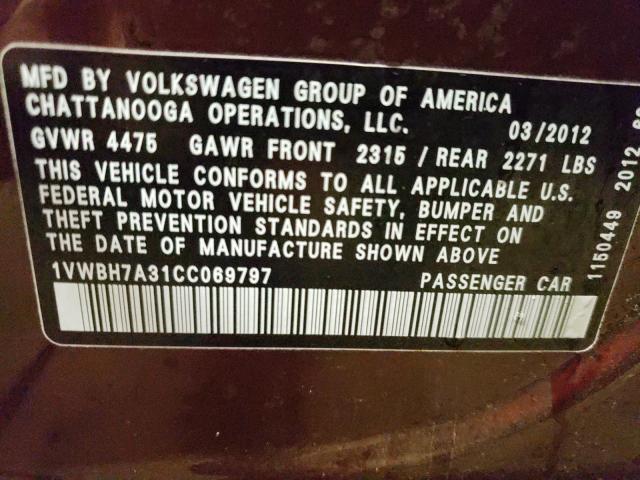 MFD BY VOLKSWAGEN GROUP OF AMERICA
CHATTANOOGA OPERATIONS, LLC. 03/2012
GVWR 4475 GAWR FRONT 2315 / REAR 2271 LBS
THIS VEHICLE CONFORMS TO ALL APPLICABLE U.S.
FEDERAL MOTOR VEHICLE SAFETY, BUMPER AND
THEFT PREVENTION STANDARDS IN EFFECT ON
THE DATE OF MANUFACTURE SHOWN ABOVE
1VWBH7A31CC069797 PASSENGER CAR
1150449 2012